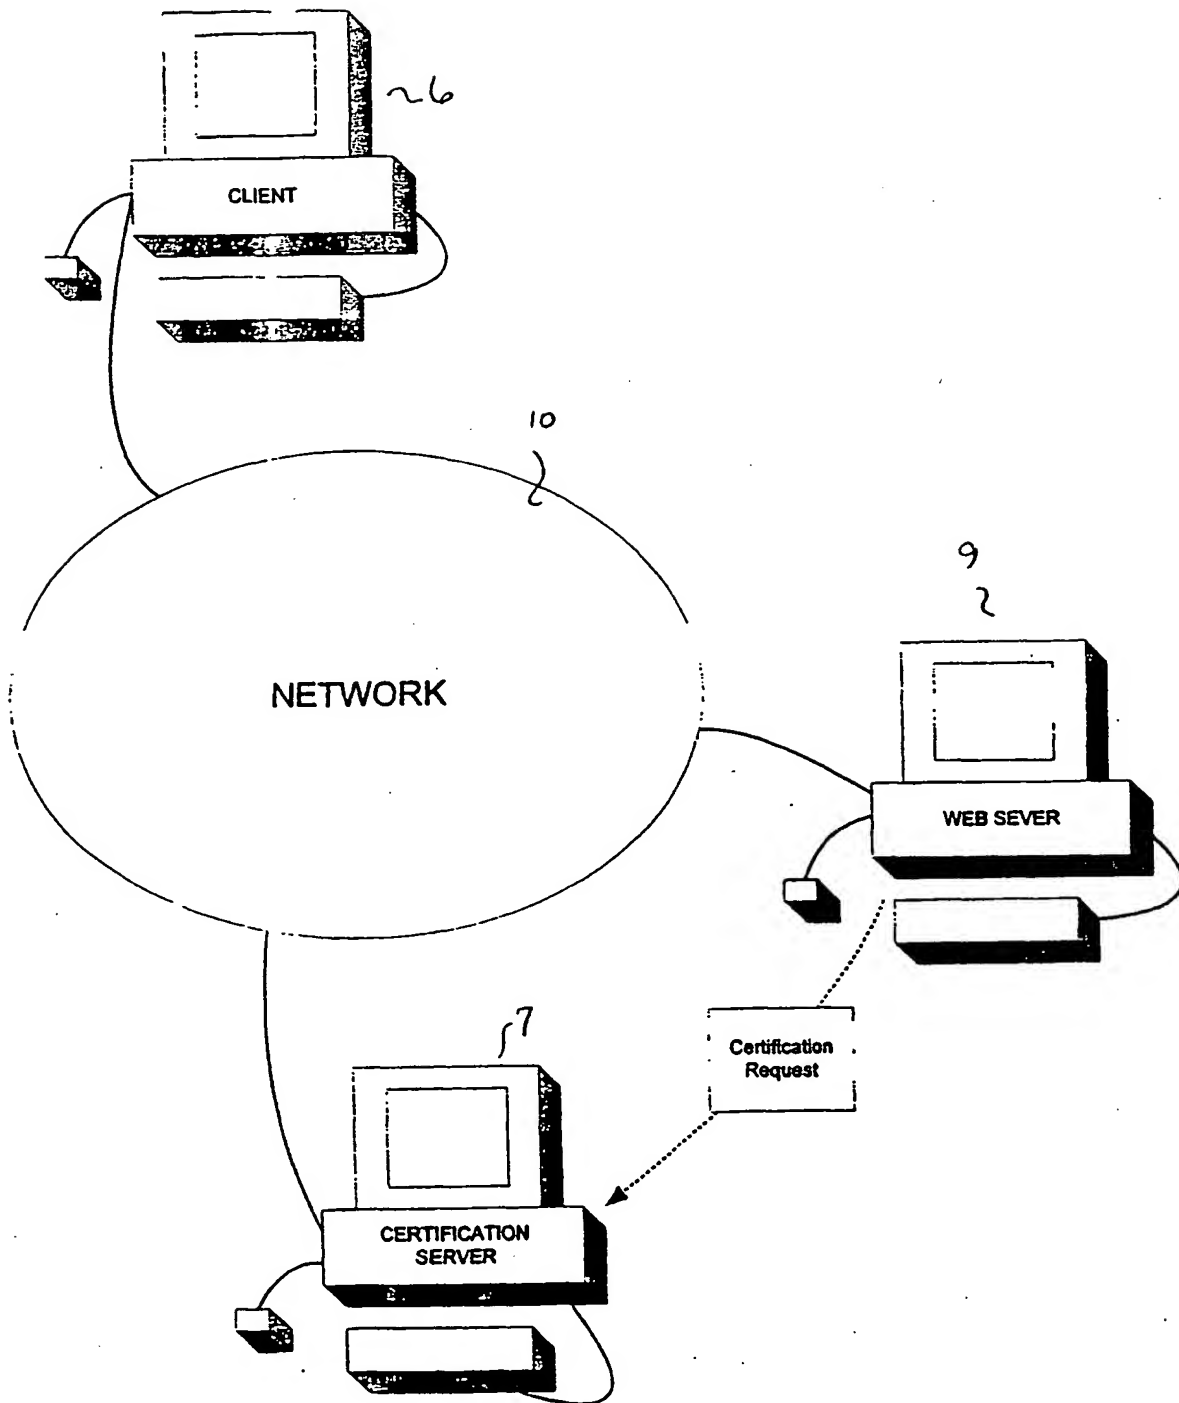 6
CLIENT
10
NETWORK
9
WEB SEVER
Certification
Request
7
CERTIFICATION
SERVER